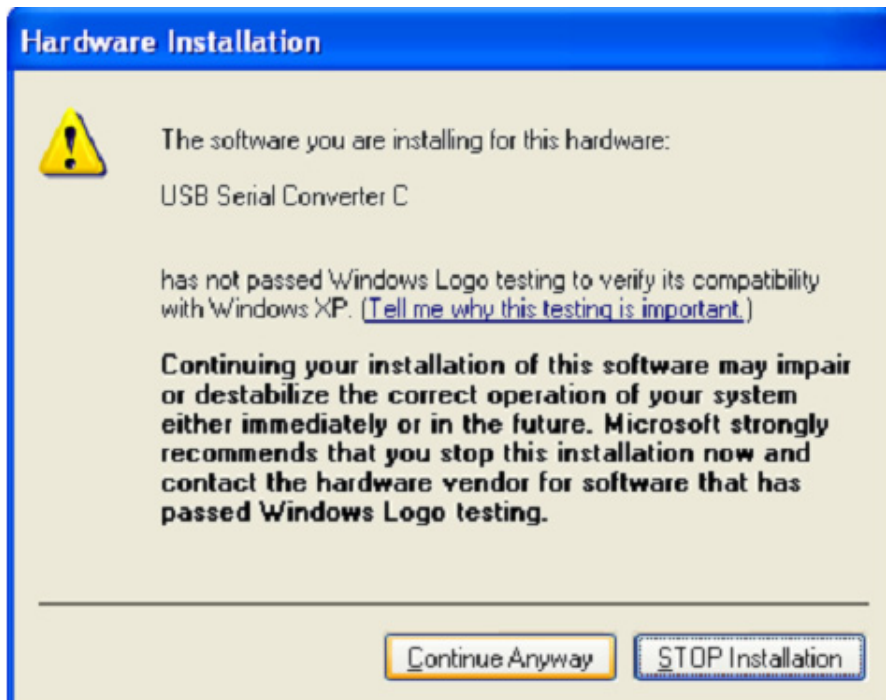 Hardware Installation
The software you are installing for this hardware:
USB Serial Converter C
has not passed Windows Logo testing to verify its compatibility
with Windows XP. (Tell me why this testing is important.)
Continuing your installation of this software may impair
or destabilize the correct operation of your system
either immediately or in the future. Microsoft strongly
recommends that you stop this installation now and
contact the hardware vendor for software that has
passed Windows Logo testing.
Continue Anyway STOP Installation